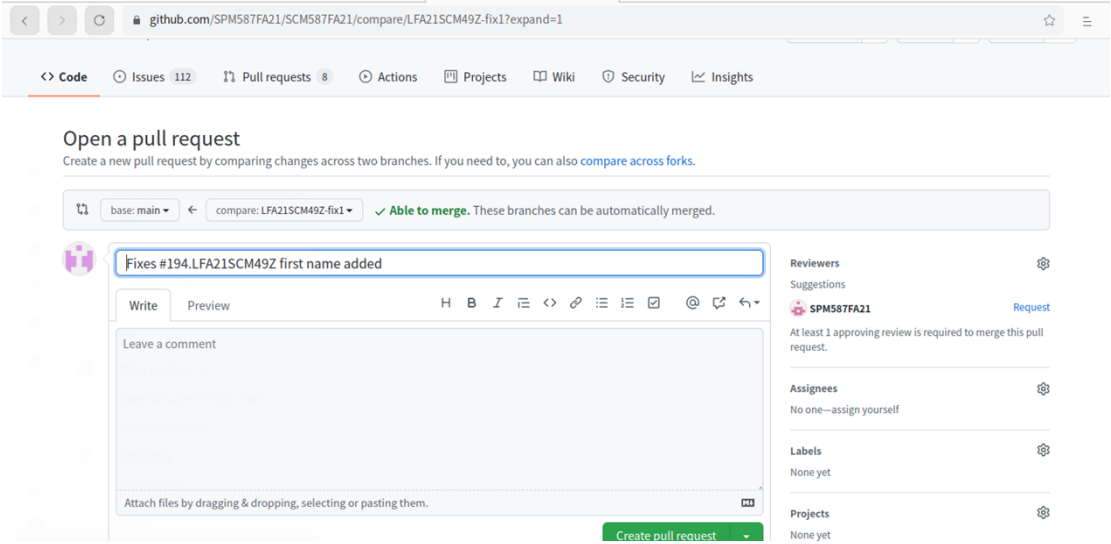 github.com/SPM587FA21/SCM587FA21/compare/LFA21SCM49Z-fix1?expand=1
Code Issues 112 Pull requests 8 Actions Projects Wiki Security Insights
Open a pull request
Create a new pull request by comparing changes across two branches. If you need to, you can also compare across forks.
base: main compare: LFA21SCM49Z-fix1 Able to merge. These branches can be automatically merged.
Fixes #194.LFA21SCM49Z first name added
Write Preview
Leave a comment
Attach files by dragging & dropping, selecting or pasting them.
Create pull request
Reviewers
Suggestions
SPM587FA21 Request
At least 1 approving review is required to merge this pull
request.
Assignees
No one—assign yourself
Labels
None yet
Projects
None yet